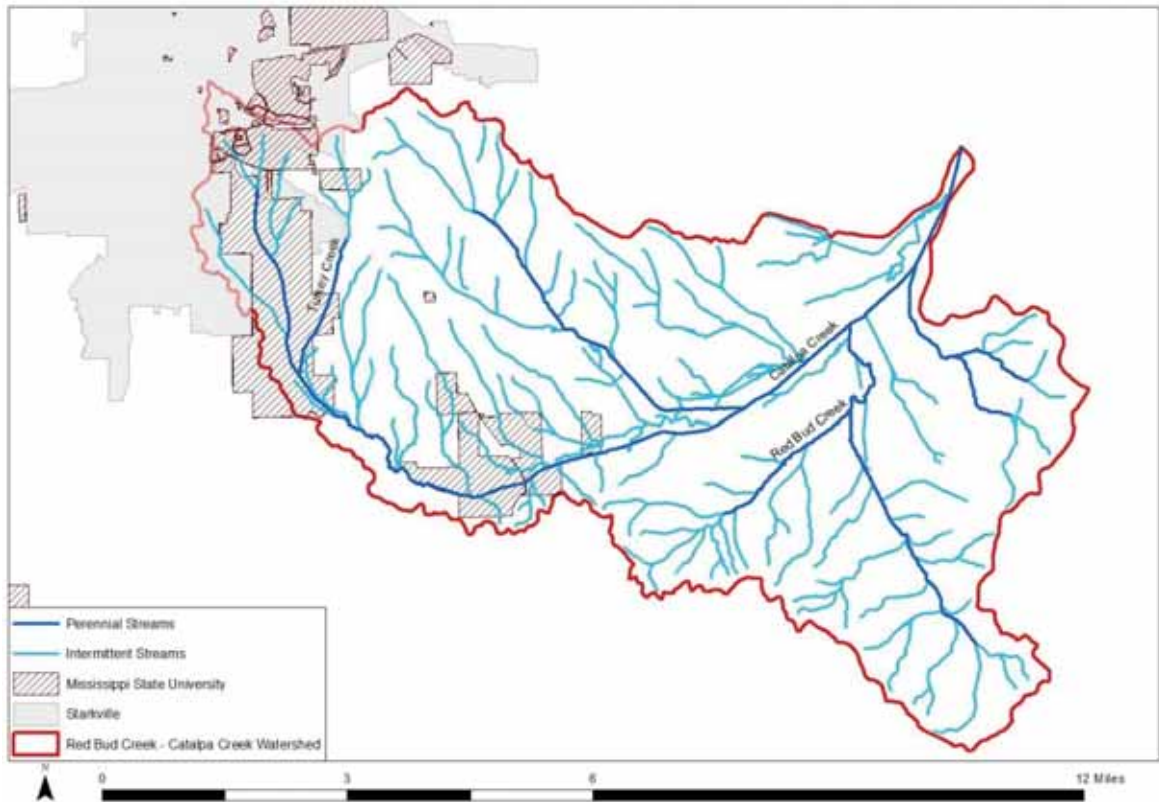 Turkey Creek
Catalpa Creek
Red Bud Creek
Perennial Streams
Intermittent Streams
Mississippi State University
Starkville
Red Bud Creek - Catalpa Creek Watershed
N
0 3 6 12 Miles